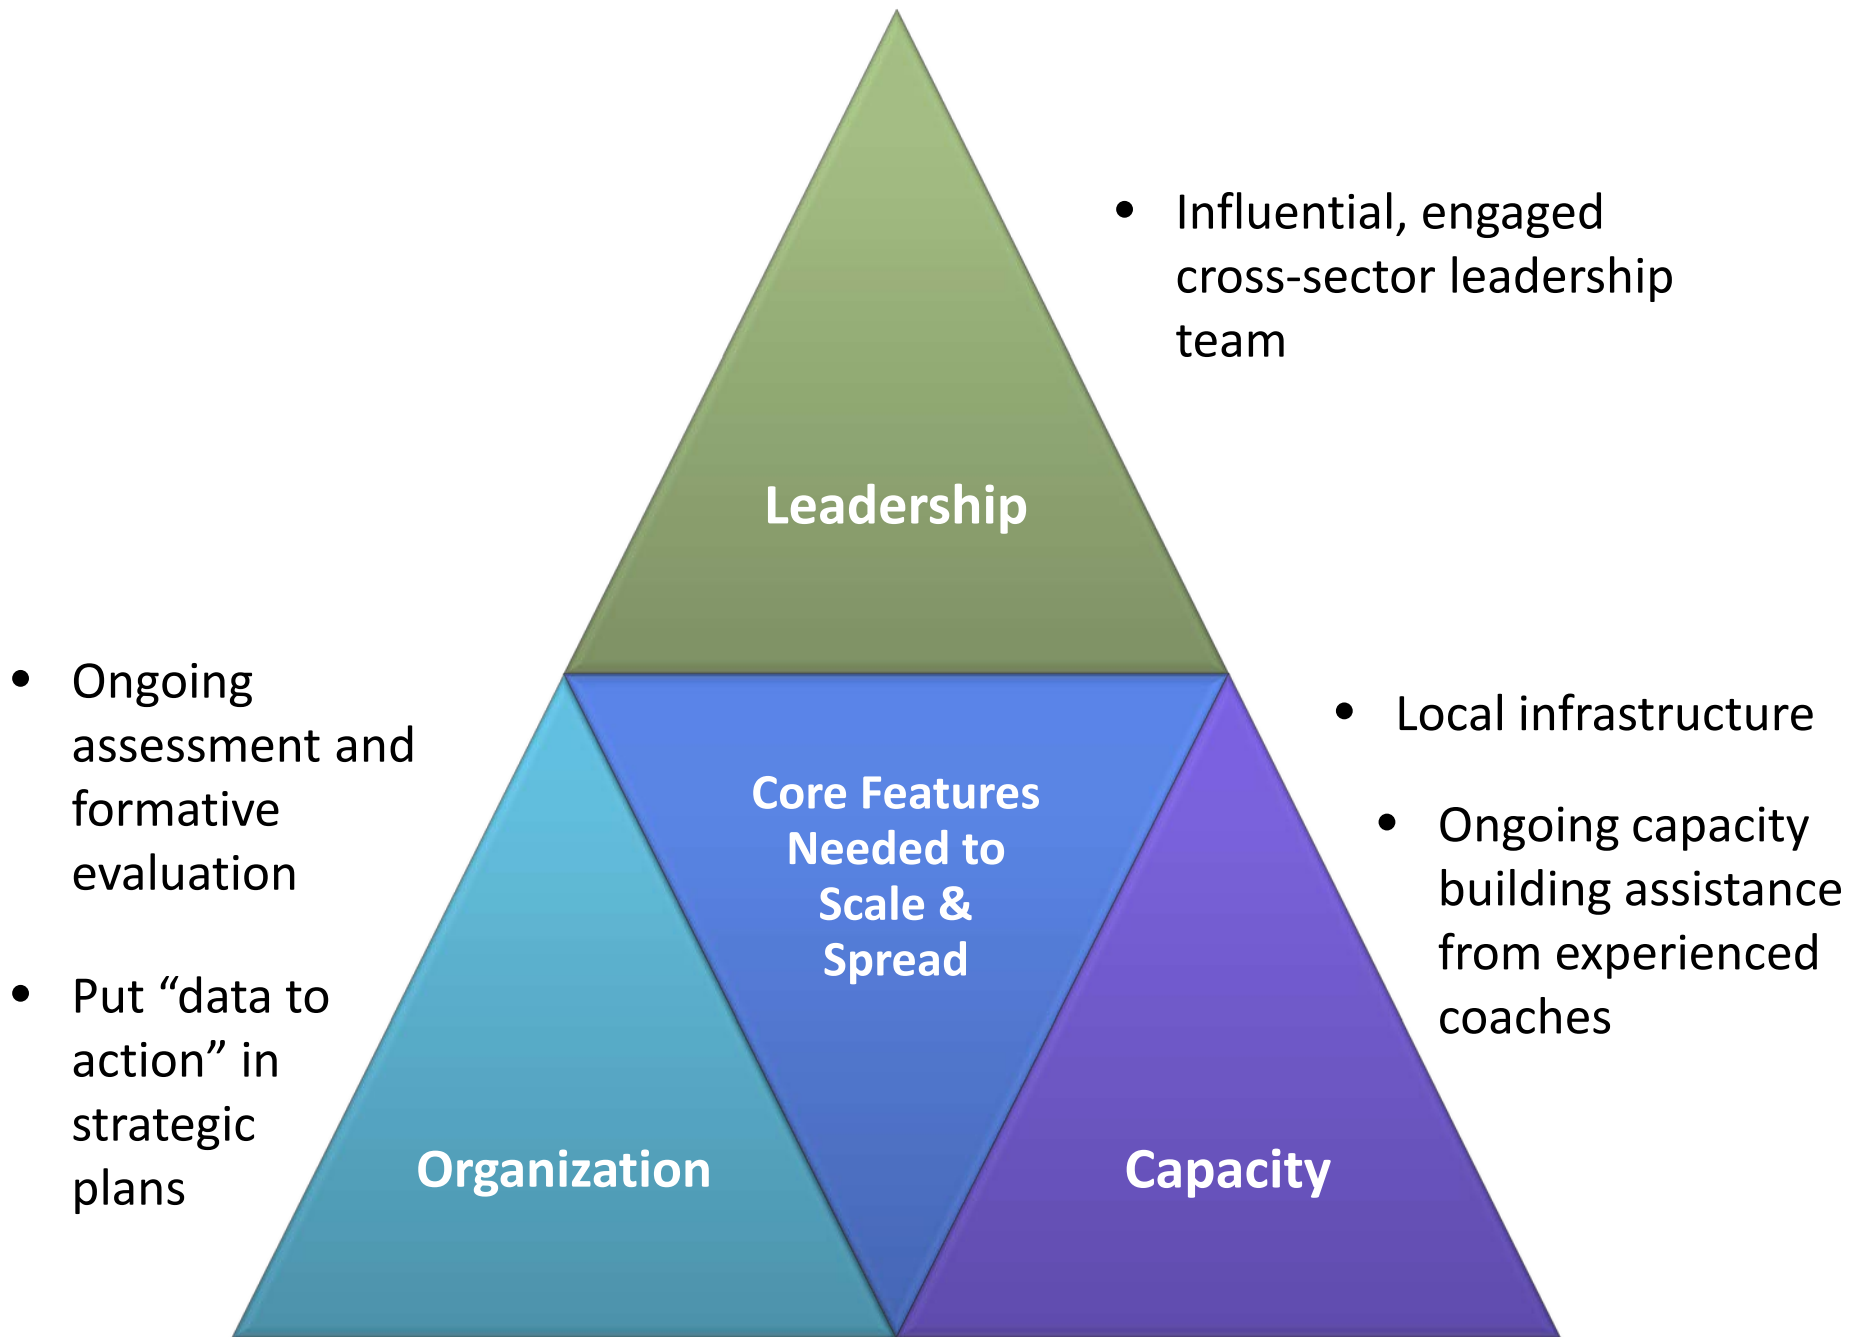 • Influential, engaged
cross-sector leadership
team
Leadership
• Ongoing
assessment and
formative
evaluation
• Put “data to
action” in
strategic
plans
Core Features
Needed to
Scale &
Spread
• Local infrastructure
• Ongoing capacity
building assistance
from experienced
coaches
Organization
Capacity